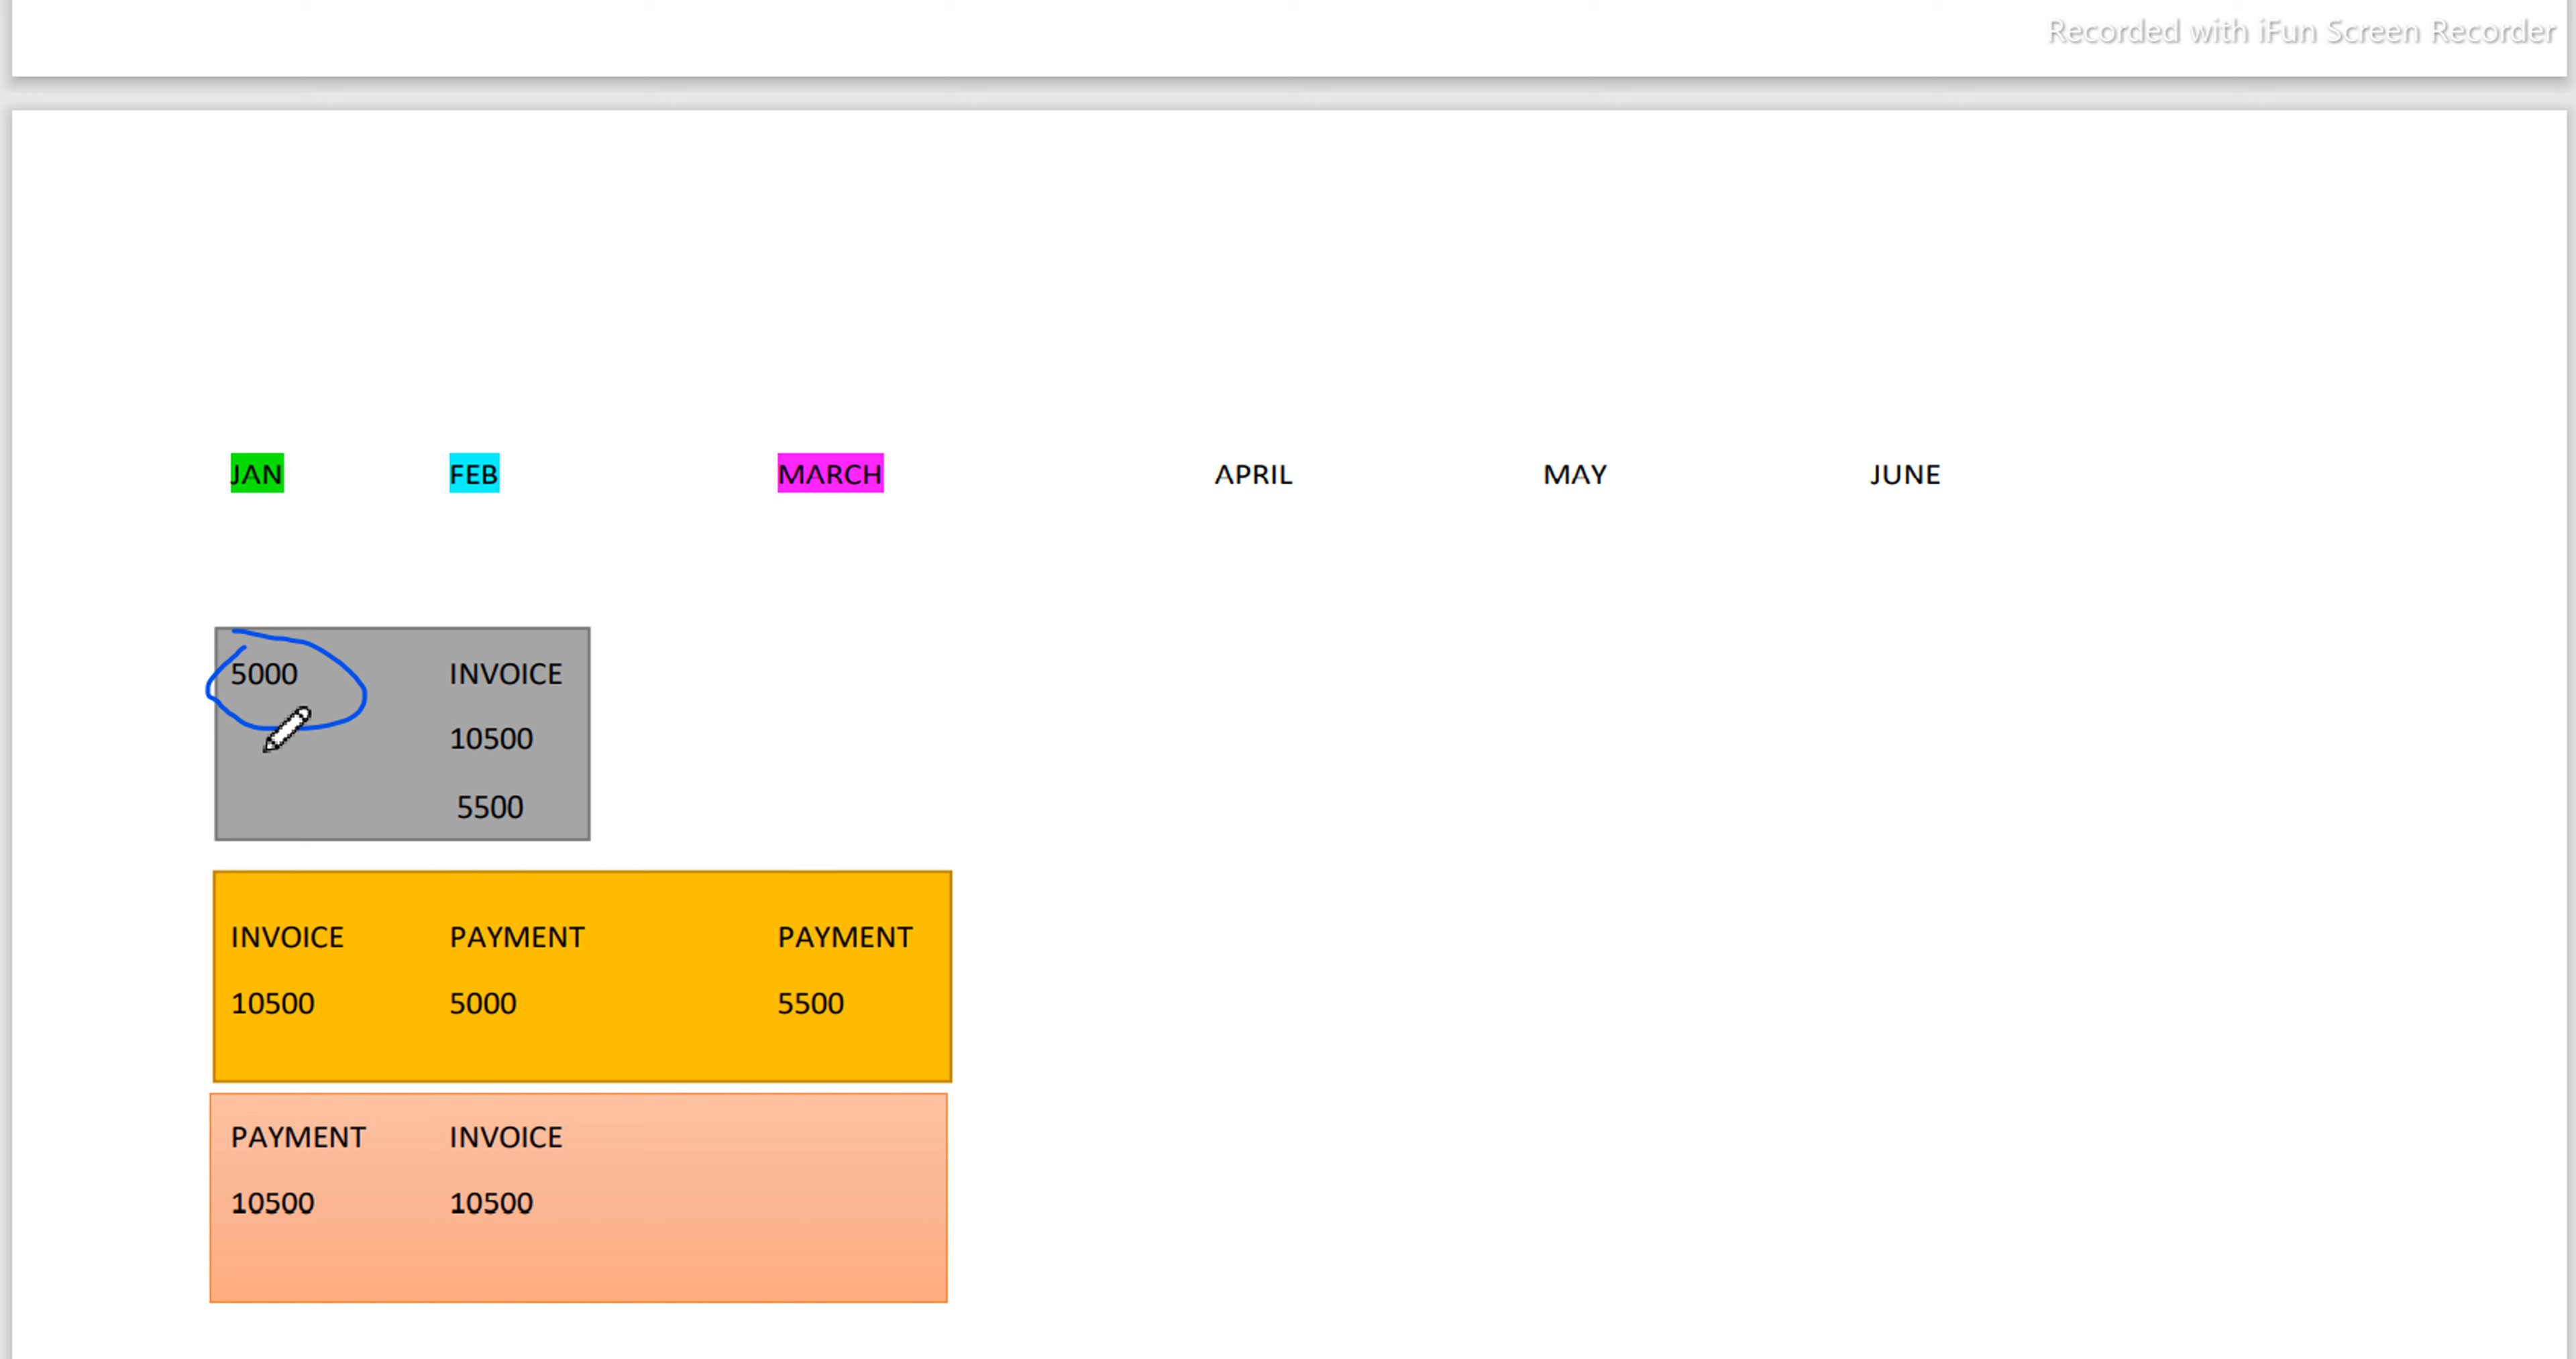 Recorded with iFun Screen Recorder
JAN FEB MARCH APRIL MAY JUNE
5000 INVOICE
10500
5500
INVOICE PAYMENT PAYMENT
10500 5000 5500
PAYMENT INVOICE
10500 10500